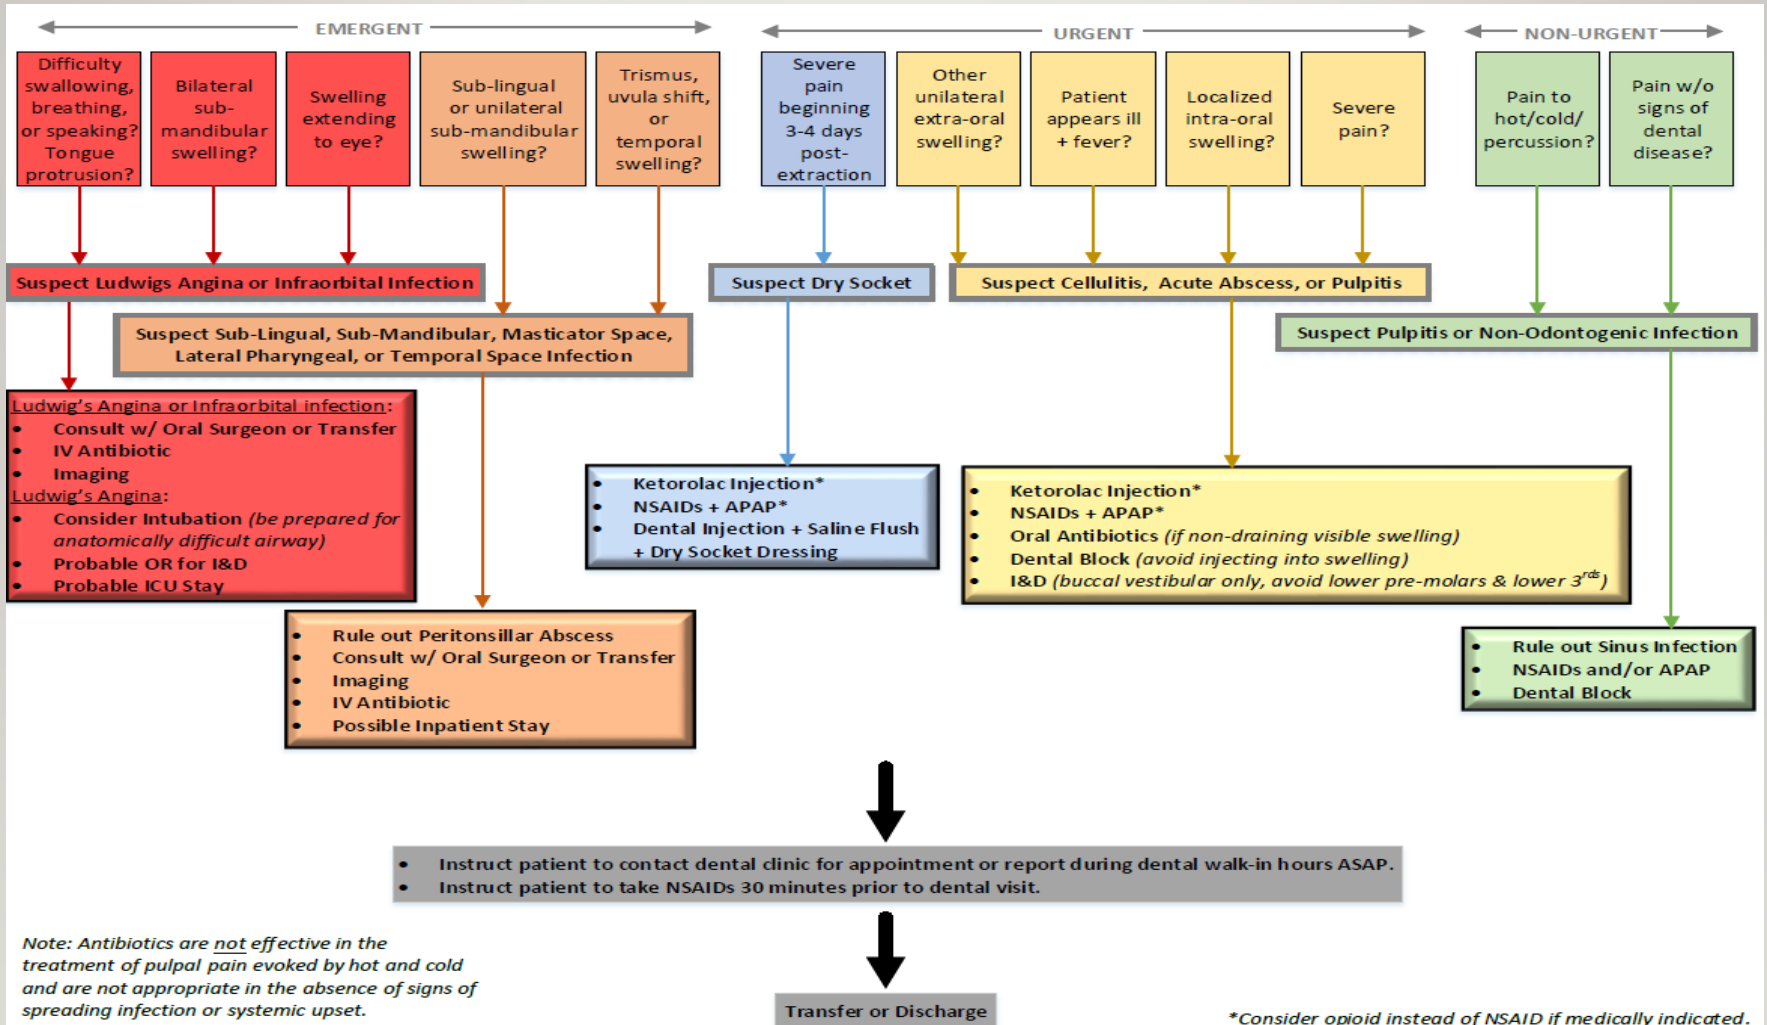 EMERGENT
URGENT
NON-URGENT
Difficulty
swallowing,
breathing,
or speaking?
Tongue
protrusion?
Bilateral
sub-
mandibular
swelling?
Swelling
extending
to eye?
Sub-lingual
or unilateral
sub-mandibular
swelling?
Trismus,
uvula shift,
or
temporal
swelling?
Severe
pain
beginning
3-4 days
post-
extraction
Other
unilateral
extra-oral
swelling?
Patient
appears ill
+ fever?
Localized
intra-oral
swelling?
Severe
pain?
Pain to
hot/cold/
percussion?
Pain w/o
signs of
dental
disease?
Suspect Ludwigs Angina or Infraorbital Infection
Suspect Dry Socket
Suspect Cellulitis, Acute Abscess, or Pulpitis
Suspect Sub-Lingual, Sub-Mandibular, Masticator Space,
Lateral Pharyngeal, or Temporal Space Infection
Suspect Pulpitis or Non-Odontogenic Infection
Ludwig's Angina or Infraorbital infection:
• Consult w/ Oral Surgeon or Transfer
• IV Antibiotic
• Imaging
Ludwig's Angina:
• Consider Intubation (be prepared for
anatomically difficult airway)
• Probable OR for I&D
• Probable ICU Stay
• Ketorolac Injection*
• NSAIDs + APAP*
• Dental Injection + Saline Flush
+ Dry Socket Dressing
• Ketorolac Injection*
• NSAIDs + APAP*
• Oral Antibiotics (if non-draining visible swelling)
• Dental Block (avoid injecting into swelling)
• I&D (buccal vestibular only, avoid lower pre-molars & lower 3rds)
• Rule out Peritonsillar Abscess
• Consult w/ Oral Surgeon or Transfer
• Imaging
• IV Antibiotic
• Possible Inpatient Stay
• Rule out Sinus Infection
• NSAIDs and/or APAP
• Dental Block
• Instruct patient to contact dental clinic for appointment or report during dental walk-in hours ASAP.
• Instruct patient to take NSAIDs 30 minutes prior to dental visit.
Note: Antibiotics are not effective in the
treatment of pulpal pain evoked by hot and cold
and are not appropriate in the absence of signs of
spreading infection or systemic upset.
Transfer or Discharge
*Consider opioid instead of NSAID if medically indicated.